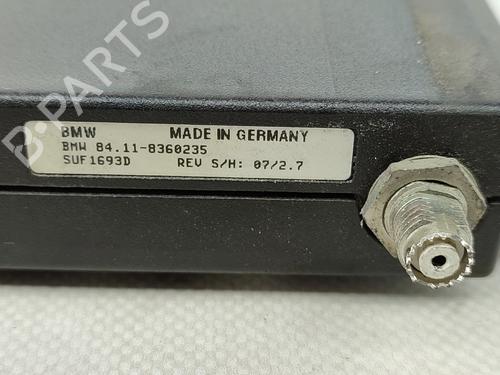 B-PARTS
BMW MADE IN GERMANY
BMW 84.11-8360235
SUF1693D REV S/H: 07/2.7